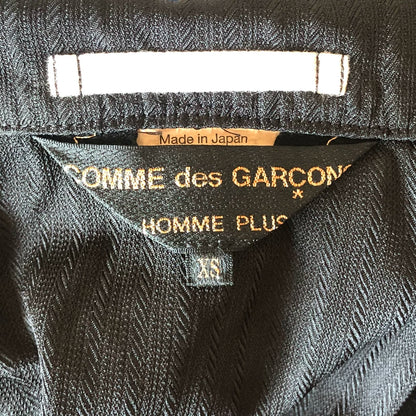 Made in Japan
COMME des GARÇONS
*
HOMME PLUS
XS